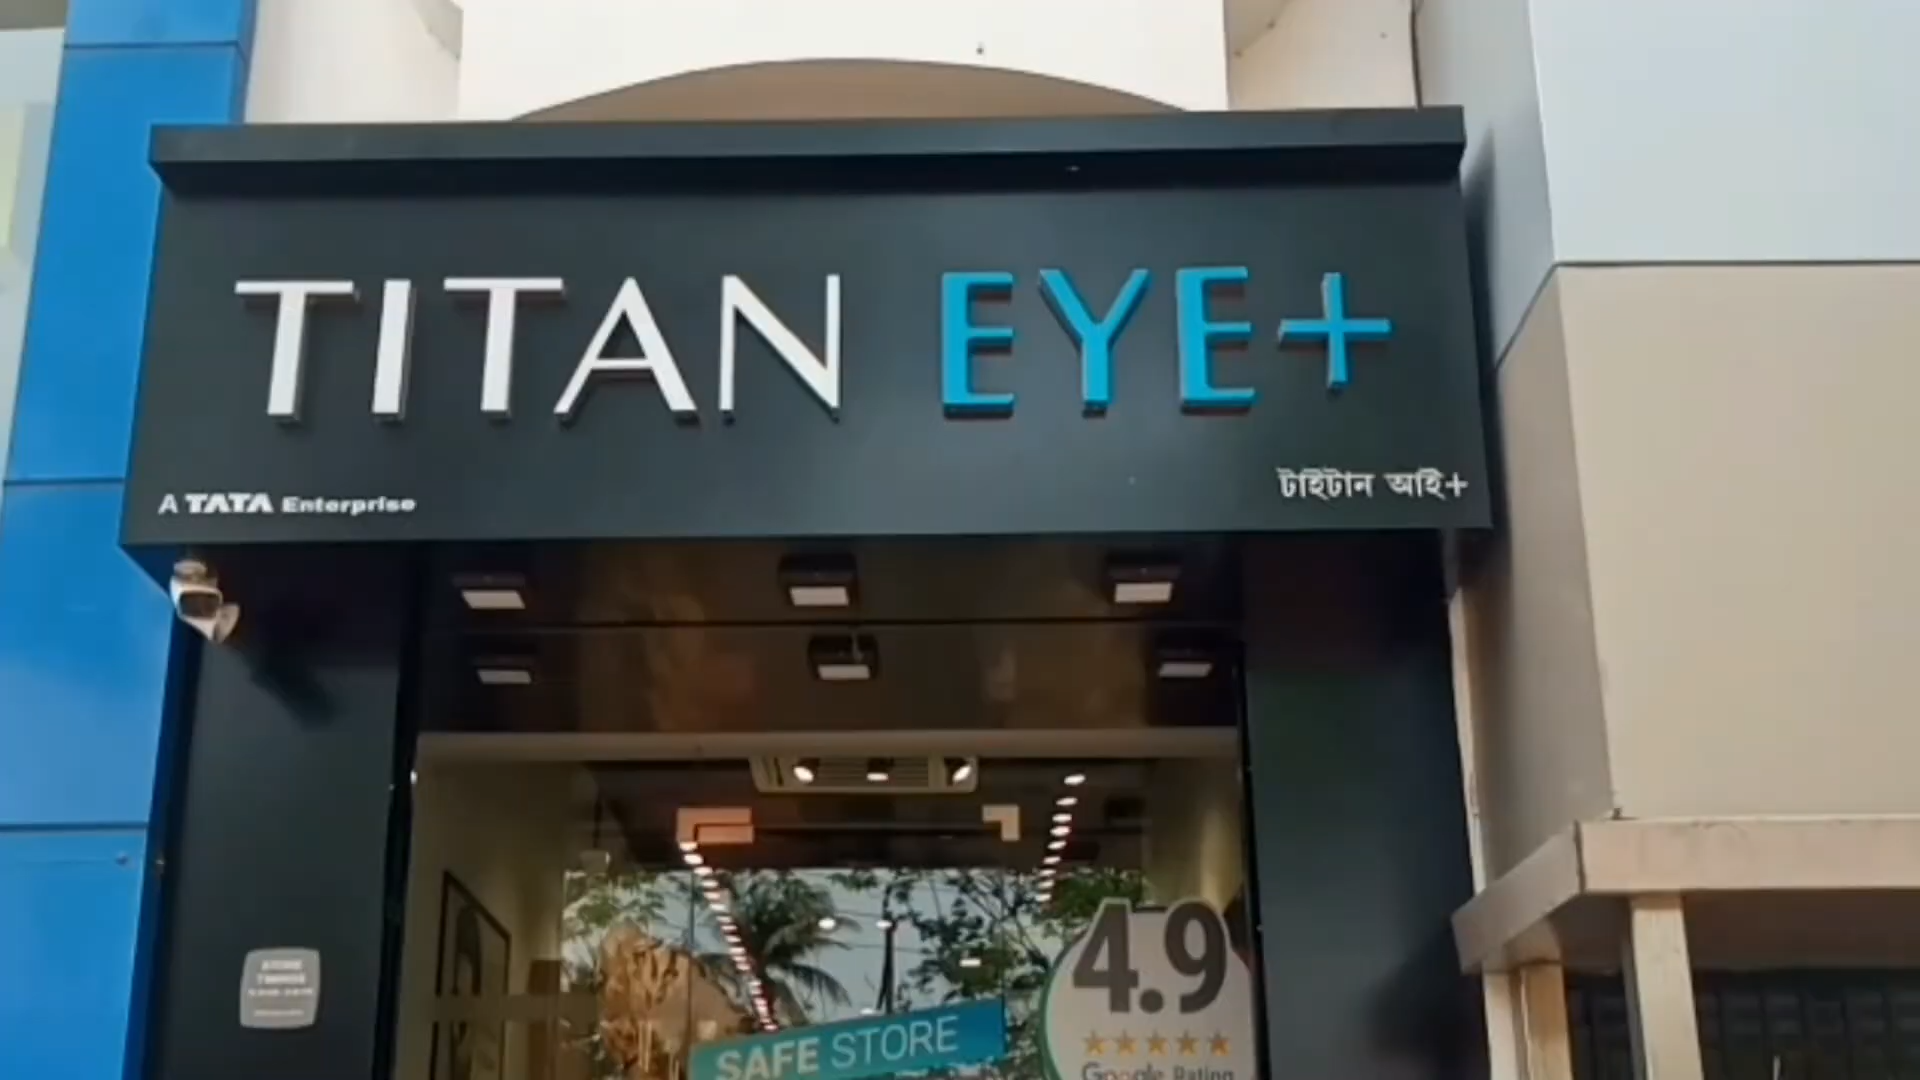 TITAN EYE+
A TATA Enterprise
টাইটান আই+
4.9
SAFE STORE
Google Rating